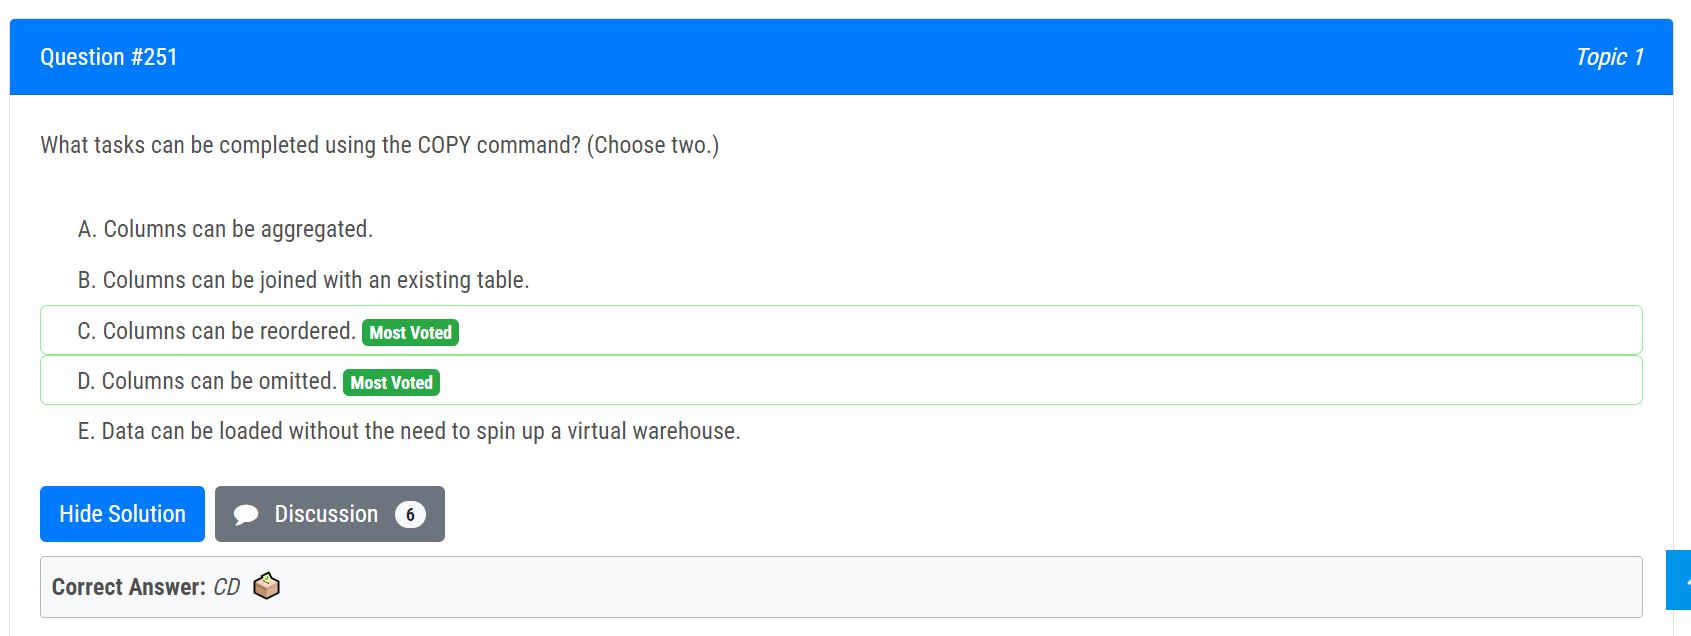 Question #251
Topic 1
What tasks can be completed using the COPY command? (Choose two.)
A. Columns can be aggregated.
B. Columns can be joined with an existing table.
C. Columns can be reordered. Most Voted
D. Columns can be omitted. Most Voted
E. Data can be loaded without the need to spin up a virtual warehouse.
Hide Solution
Discussion 6
Correct Answer: CD